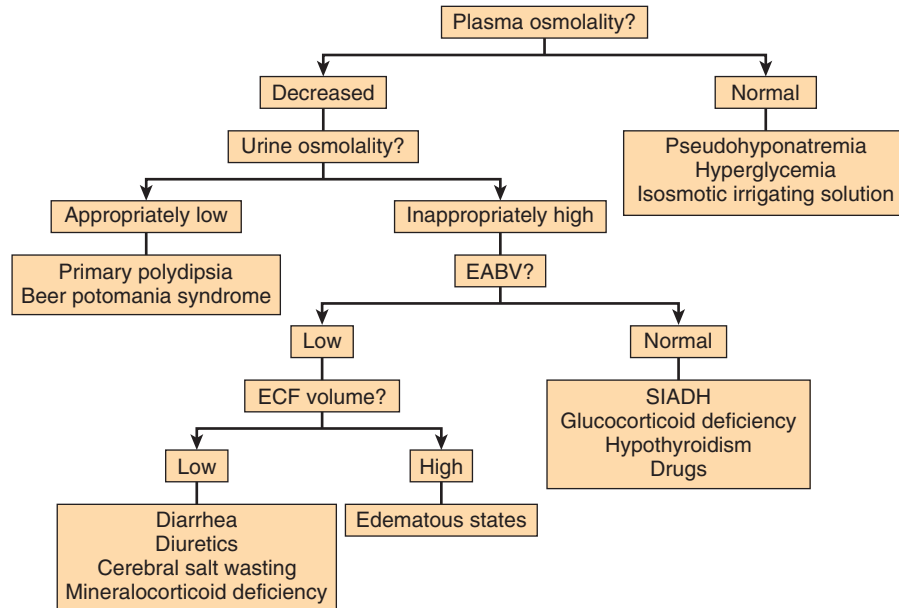 Plasma osmolality?
Decreased
Normal
Urine osmolality?
Pseudohyponatremia
Hyperglycemia
Isosmotic irrigating solution
Appropriately low
Inappropriately high
Primary polydipsia
Beer potomania syndrome
EABV?
Low
Normal
ECF volume?
SIADH
Glucocorticoid deficiency
Hypothyroidism
Drugs
Low
High
Diarrhea
Diuretics
Cerebral salt wasting
Mineralocorticoid deficiency
Edematous states